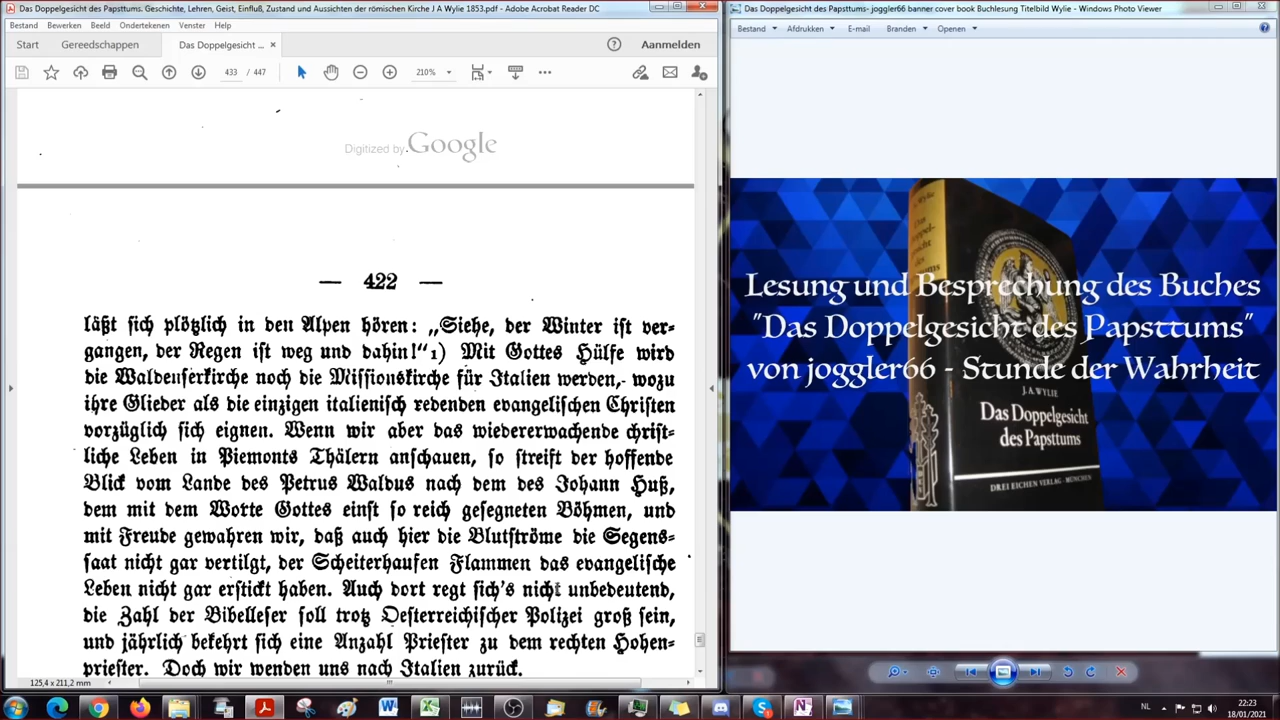 Das Doppelgesicht des Papsttums. Geschichte, Lehren, Geist, Einfluß, Zustand und Aussichten der römischen Kirche J A Wylie 1853.pdf - Adobe Acrobat Reader DC
Bestand Bewerken Beeld Ondertekenen Venster Help
Start Gereedschappen Das Doppelgesicht ... × Aanmelden
433 / 447 210%
Digitized by Google
— 422 —
läßt sich plötzlich in den Alpen hören: „Siehe, der Winter ist ver-
gangen, der Regen ist weg und dahin!“1) Mit Gottes Hülfe wird
die Waldenserkirche noch die Missionskirche für Italien werden, wozu
ihre Glieder als die einzigen italienisch redenden evangelischen Christen
vorzüglich sich eignen. Wenn wir aber das wiedererwachende christ-
liche Leben in Piemonts Thälern anschauen, so streift der hoffende
Blick vom Lande des Petrus Waldus nach dem des Johann Huß,
dem mit dem Worte Gottes einst so reich gesegneten Böhmen, und
mit Freude gewahren wir, daß auch hier die Blutströme die Segens-
saat nicht gar vertilgt, der Scheiterhaufen Flammen das evangelische
Leben nicht gar erstickt haben. Auch dort regt sich's nicht unbedeutend,
die Zahl der Bibelleser soll trotz Oesterreichischer Polizei groß sein,
und jährlich bekehrt sich eine Anzahl Priester zu dem rechten Hohen-
priester. Doch wir wenden uns nach Italien zurück.
125,4 x 211,2 mm
Das Doppelgesicht des Papsttums- joggler66 banner cover book Buchlesung Titelbild Wylie - Windows Photo Viewer
Bestand Afdrukken E-mail Branden Openen
Lesung und Besprechung des Buches
"Das Doppelgesicht des Papsttums"
von joggler66 - Stunde der Wahrheit
J. A. WYLIE
Das Doppelgesicht
des Papsttums
DREI EICHEN VERLAG · MÜNCHEN
NL
22:23
18/01/2021